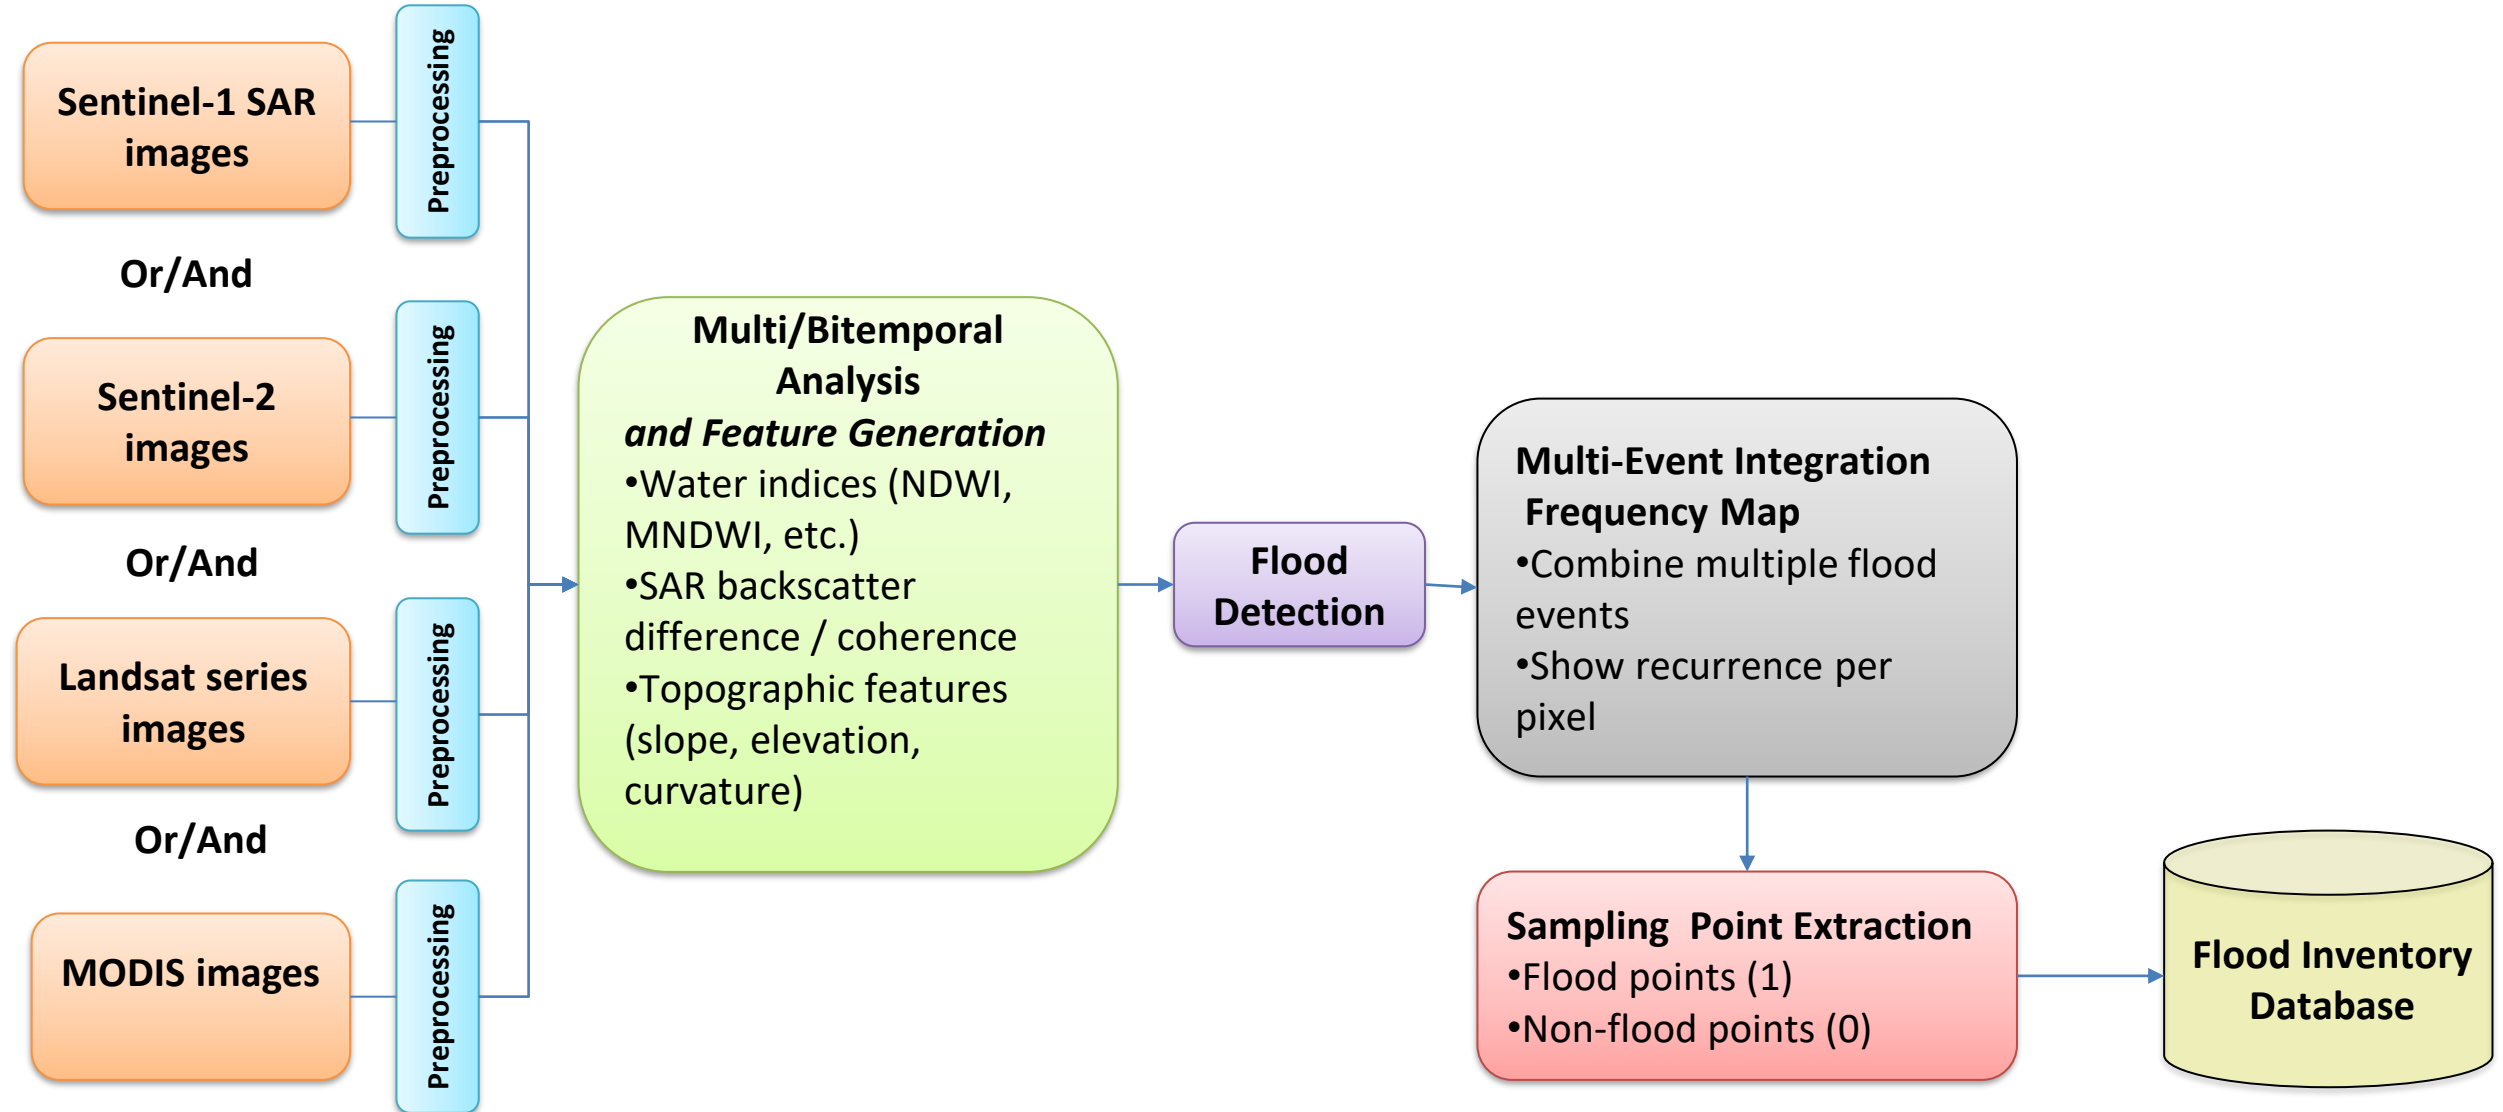 Sentinel-1 SAR
images
Preprocessing
Or/And
Sentinel-2
images
Preprocessing
Or/And
Landsat series
images
Preprocessing
Or/And
MODIS images
Preprocessing
Multi/Bitemporal
Analysis
and Feature Generation
•Water indices (NDWI,
MNDWI, etc.)
•SAR backscatter
difference / coherence
•Topographic features
(slope, elevation,
curvature)
Flood
Detection
Multi-Event Integration
Frequency Map
•Combine multiple flood
events
•Show recurrence per
pixel
Sampling  Point Extraction
•Flood points (1)
•Non-flood points (0)
Flood Inventory
Database